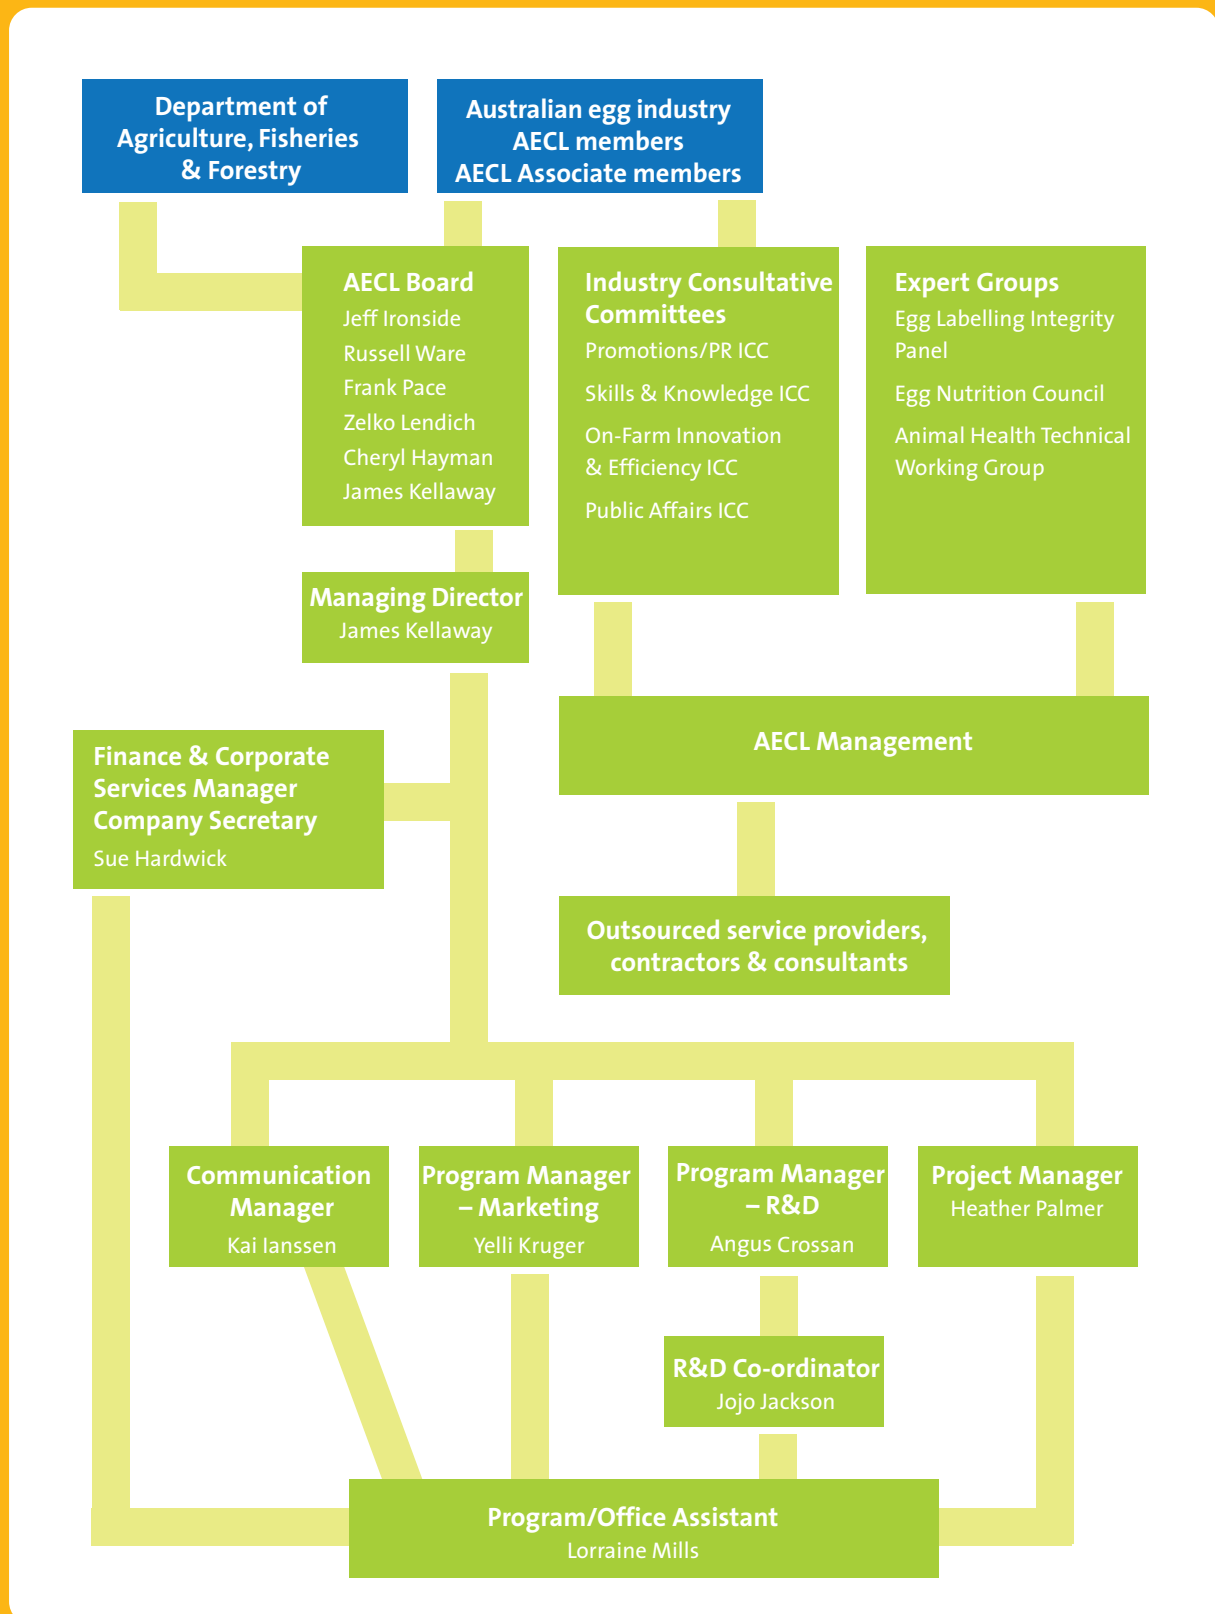 Department of
Agriculture, Fisheries
& Forestry
Australian egg industry
AECL members
AECL Associate members
AECL Board
Jeff Ironside
Russell Ware
Frank Pace
Zelko Lendich
Cheryl Hayman
James Kellaway
Industry Consultative
Committees
Promotions/PR ICC
Skills & Knowledge ICC
On-Farm Innovation
& Efficiency ICC
Public Affairs ICC
Expert Groups
Egg Labelling Integrity
Panel
Egg Nutrition Council
Animal Health Technical
Working Group
Managing Director
James Kellaway
AECL Management
Finance & Corporate
Services Manager
Company Secretary
Sue Hardwick
Outsourced service providers,
contractors & consultants
Communication
Manager
Kai Ianssen
Program Manager
– Marketing
Yelli Kruger
Program Manager
– R&D
Angus Crossan
Project Manager
Heather Palmer
R&D Co-ordinator
Jojo Jackson
Program/Office Assistant
Lorraine Mills